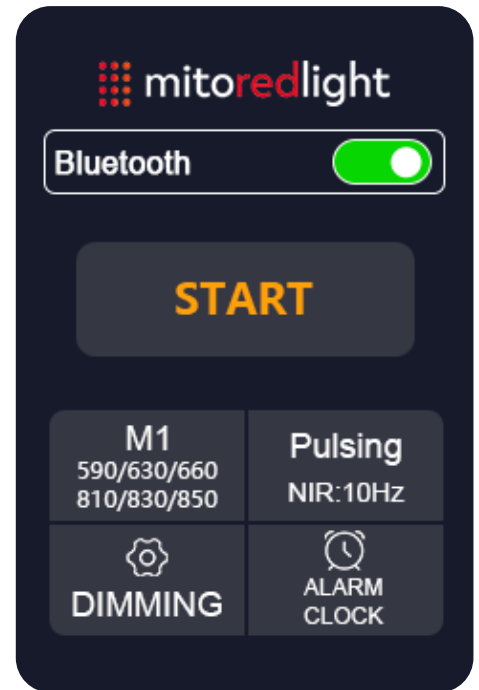 mitoredlight
Bluetooth
START
M1
590/630/660
810/830/850
Pulsing
NIR:10Hz
DIMMING
ALARM
CLOCK